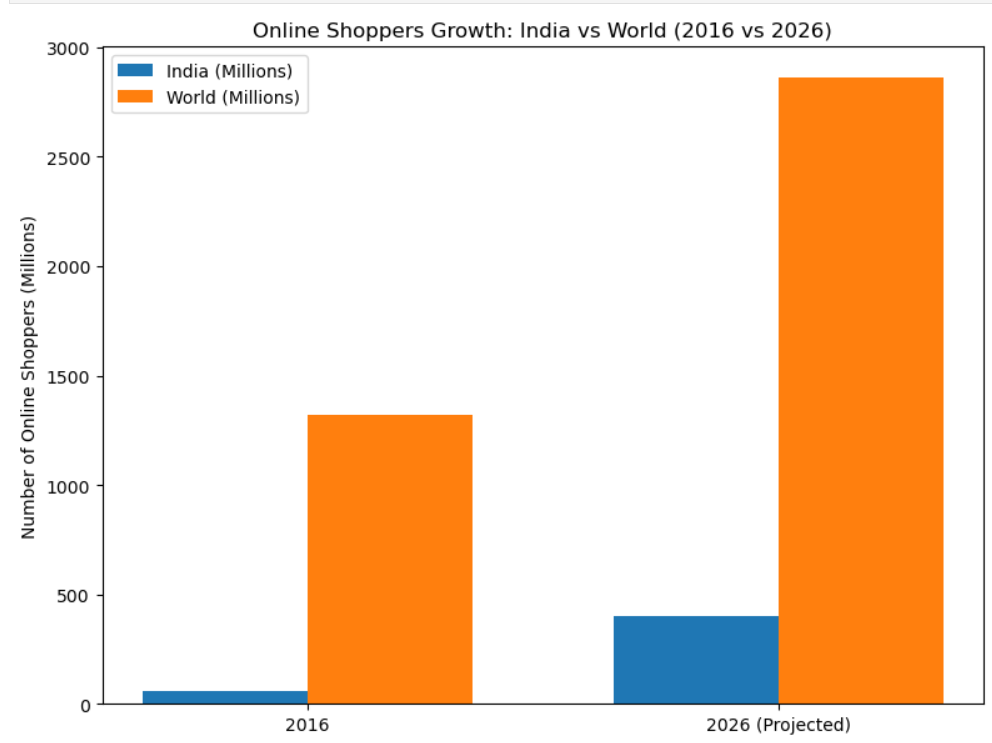 Online Shoppers Growth: India vs World (2016 vs 2026)
India (Millions)
World (Millions)
Number of Online Shoppers (Millions)
3000
2500
2000
1500
1000
500
0
2016
2026 (Projected)